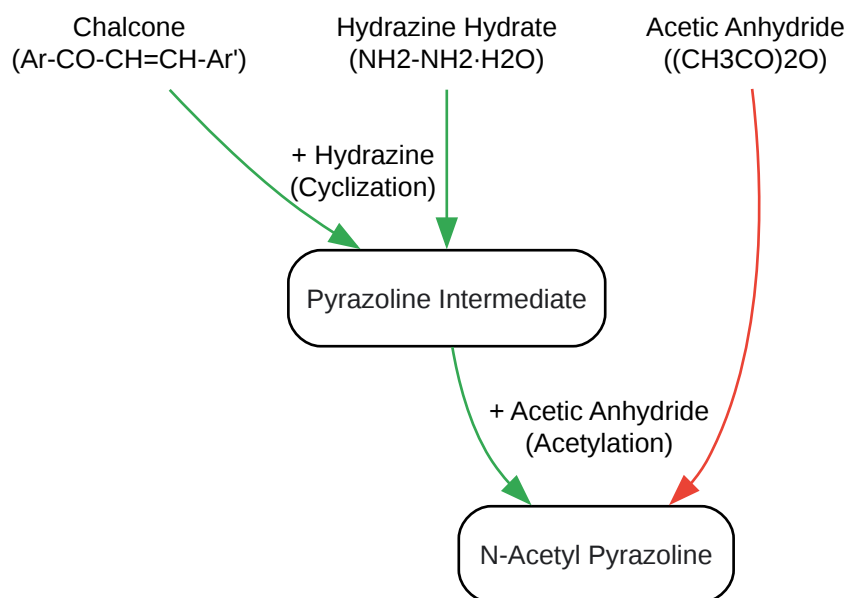 Chalcone
(Ar-CO-CH=CH-Ar')
Hydrazine Hydrate
(NH2-NH2·H2O)
Acetic Anhydride
((CH3CO)2O)
+ Hydrazine
(Cyclization)
Pyrazoline Intermediate
+ Acetic Anhydride
(Acetylation)
N-Acetyl Pyrazoline